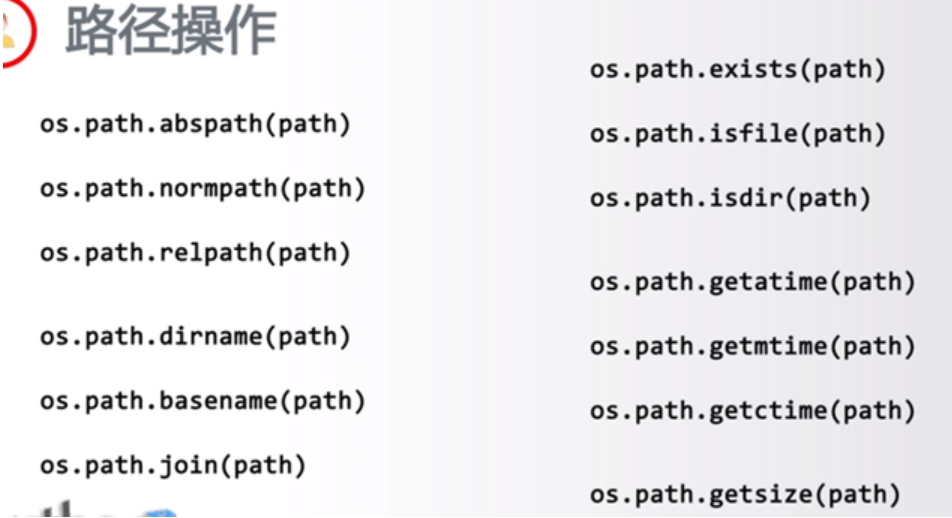 路径操作
os.path.abspath(path)
os.path.normpath(path)
os.path.relpath(path)
os.path.dirname(path)
os.path.basename(path)
os.path.join(path)
os.path.exists(path)
os.path.isfile(path)
os.path.isdir(path)
os.path.getatime(path)
os.path.getmtime(path)
os.path.getctime(path)
os.path.getsize(path)